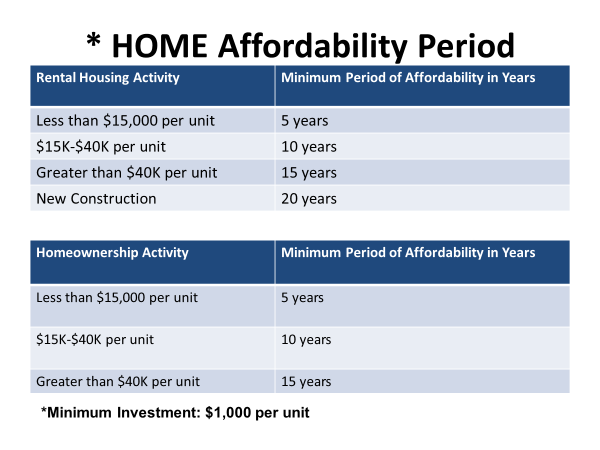 * HOME Affordability Period
Rental Housing Activity Minimum Period of Affordability in Years
Less than $15,000 per unit 5 years
$15K-$40K per unit 10 years
Greater than $40K per unit 15 years
New Construction 20 years
Homeownership Activity Minimum Period of Affordability in Years
Less than $15,000 per unit 5 years
$15K-$40K per unit 10 years
Greater than $40K per unit 15 years
*Minimum Investment: $1,000 per unit